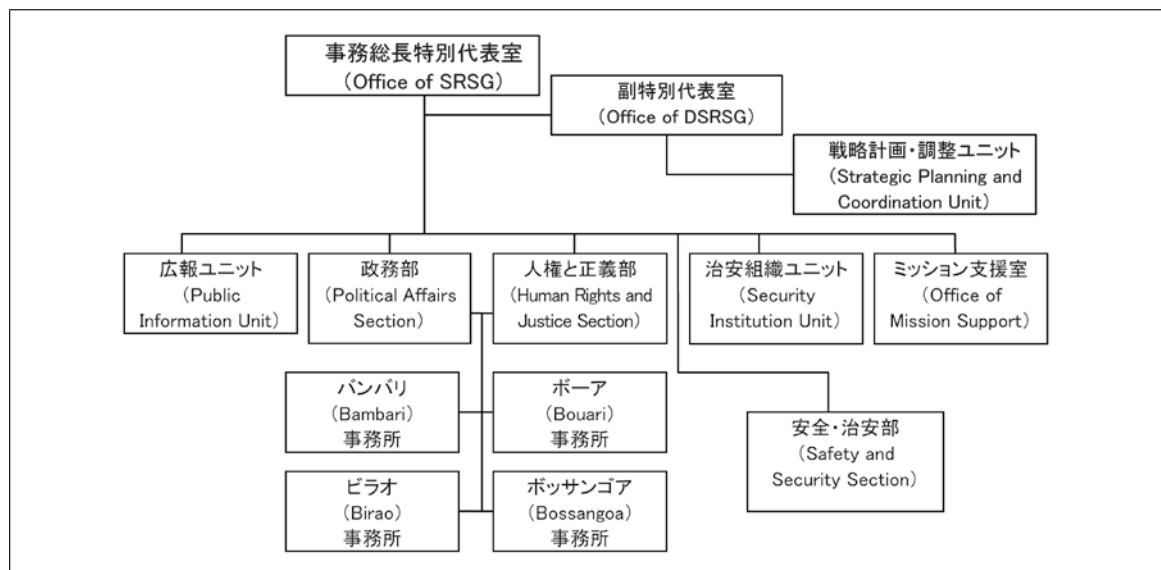 事務総長特別代表室
(Office of SRSG)
副特別代表室
(Office of DSRSG)
戦略計画・調整ユニット
(Strategic Planning and
Coordination Unit)
広報ユニット
(Public
Information Unit)
政務部
(Political Affairs
Section)
人権と正義部
(Human Rights and
Justice Section)
治安組織ユニット
(Security
Institution Unit)
ミッション支援室
(Office of
Mission Support)
バンバリ
(Bambari)
事務所
ボーア
(Bouari)
事務所
安全・治安部
(Safety and
Security Section)
ビラオ
(Birao)
事務所
ボッサンゴア
(Bossangoa)
事務所